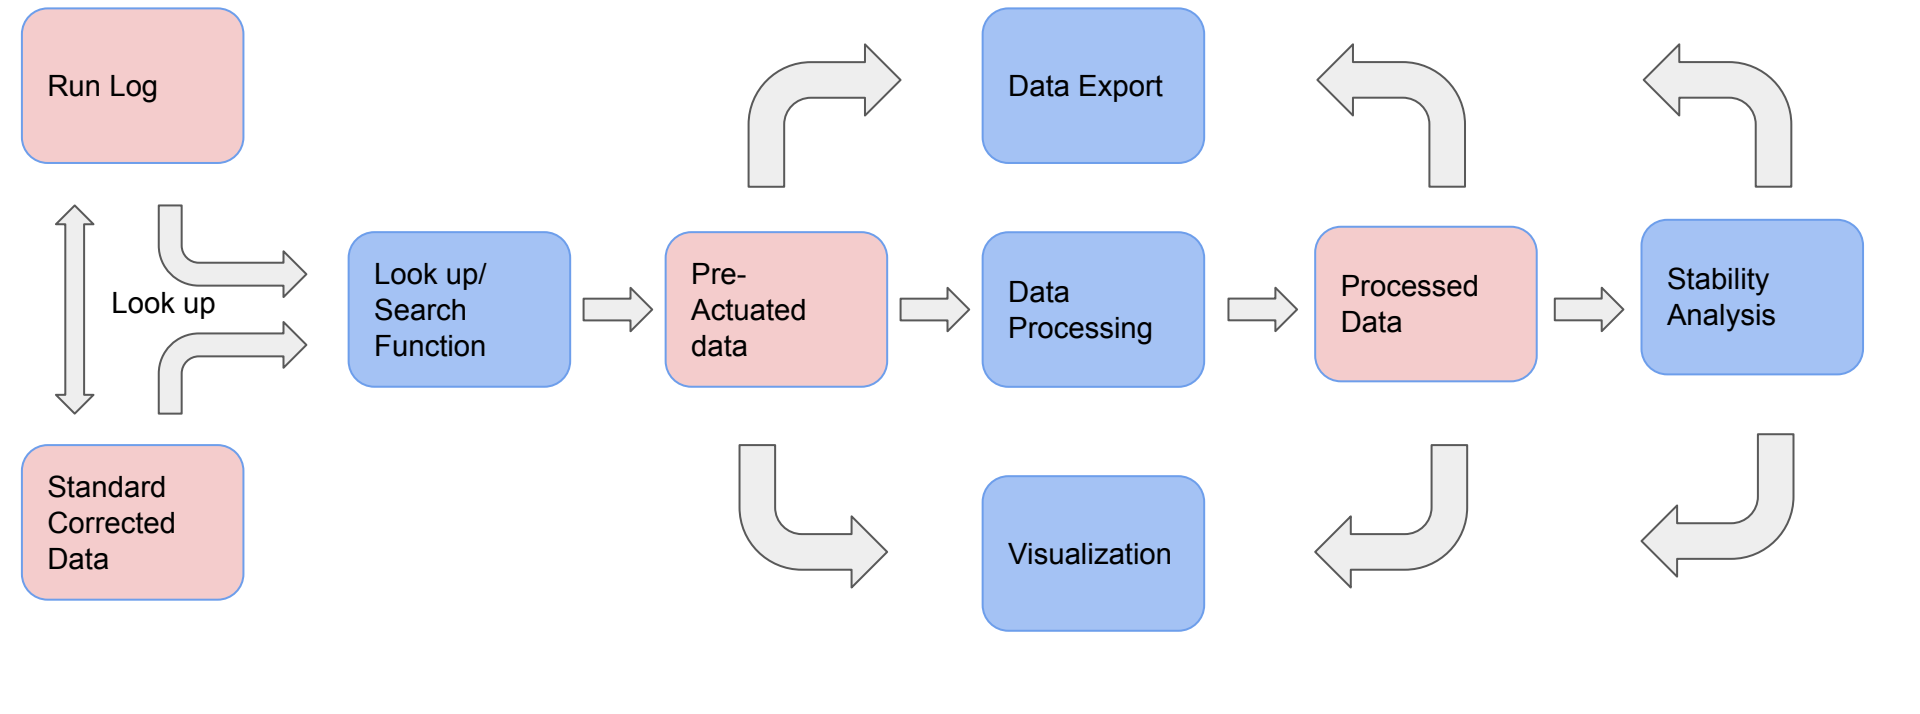 Run Log
Data Export
Look up
Look up/
Search
Function
Pre-
Actuated
data
Data
Processing
Processed
Data
Stability
Analysis
Standard
Corrected
Data
Visualization